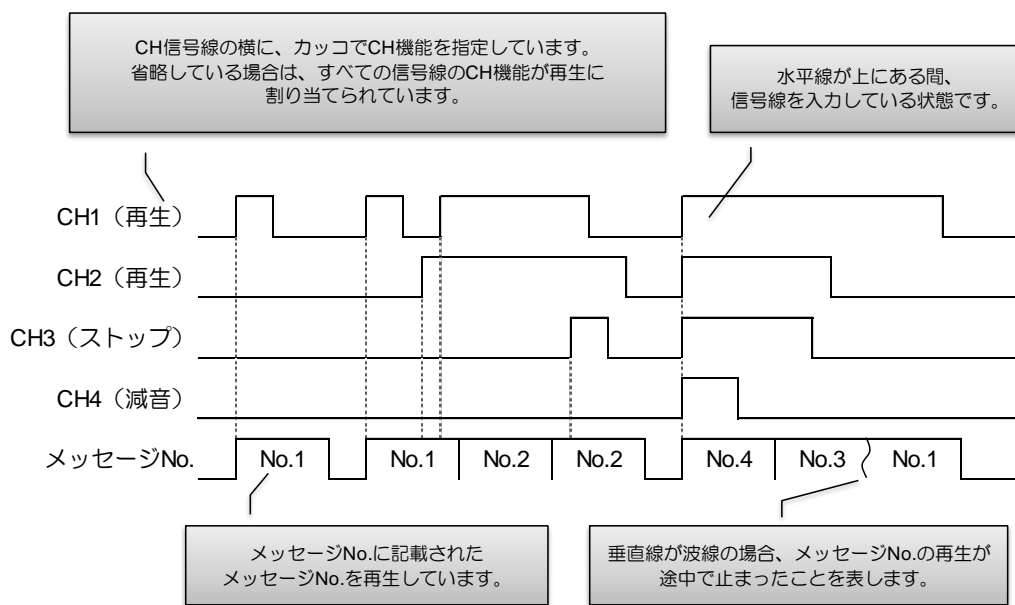 CH信号線の横に、カッコでCH機能を指定しています。
省略している場合は、すべての信号線のCH機能が再生に
割り当てられています。
水平線が上にある間、
信号線を入力している状態です。
CH1（再生）
CH2（再生）
CH3（ストップ）
CH4（減音）
メッセージNo. No.1 No.1 No.2 No.2 No.4 No.3 No.1
メッセージNo.に記載された
メッセージNo.を再生しています。
垂直線が波線の場合、メッセージNo.の再生が
途中で止まったことを表します。